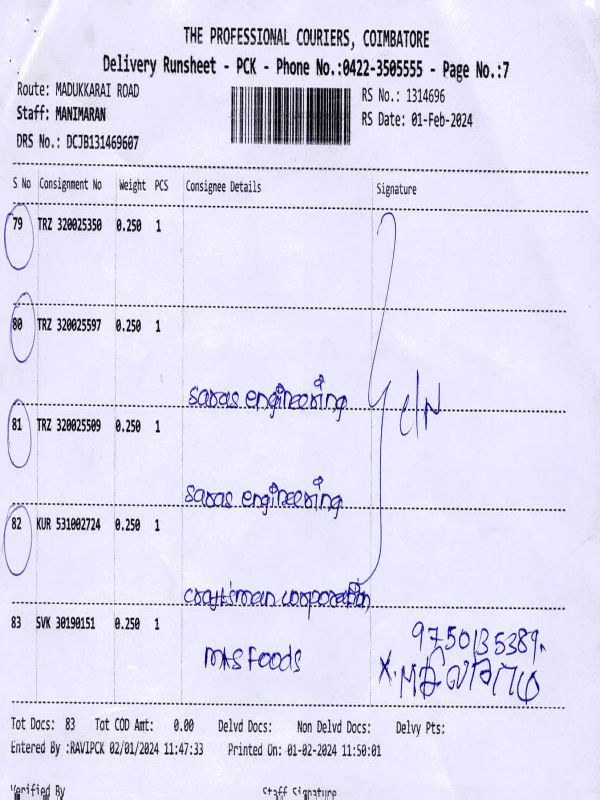 THE PROFESSIONAL COURIERS, COIMBATORE
Delivery Runsheet - PCK - Phone No.:0422-3505555 - Page No.:7
Route: MADUKKARAI ROAD
RS No.: 1314696
Staff: MANIMARAN
RS Date: 01-Feb-2024
DRS No.: DCJB131469607
S No Consignment No Weight PCS Consignee Details Signature
79 TRZ 320025350 0.250 1
80 TRZ 320025597 0.250 1
saras engineering
c/N
81 TRZ 320025509 0.250 1
saras engineering
82 KUR 531002724 0.250 1
craftsman corporation
83 SVK 30190151 0.250 1
9750135389
MAS Foods
Tot Docs: 83 Tot COD Amt: 0.00 Delvd Docs: Non Delvd Docs: Delvy Pts:
Entered By :RAVIPCK 02/01/2024 11:47:33 Printed On: 01-02-2024 11:50:01
Verified By Staff Signature